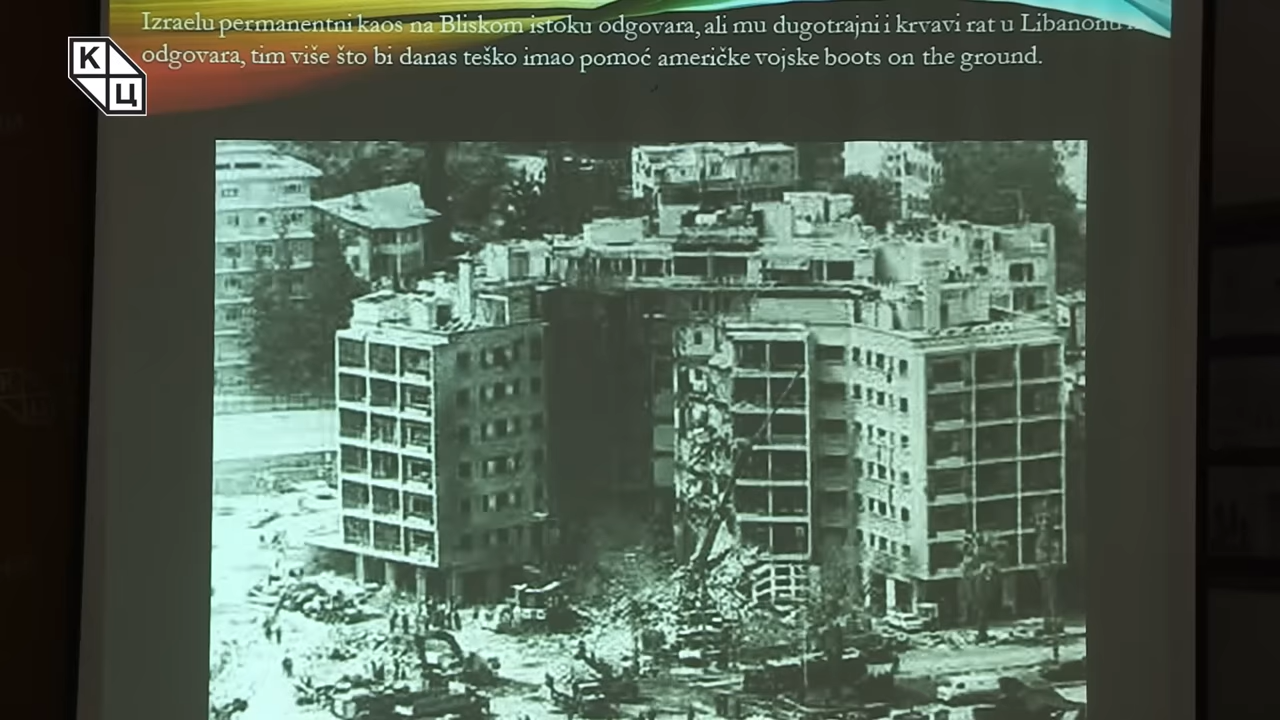 Izraelu permanentni kaos na Bliskom istoku odgovara, ali mu dugotrajni i krvavi rat u Libanonu
odgovara, tim više što bi danas teško imao pomoć američke vojske boots on the ground.
К
Ц